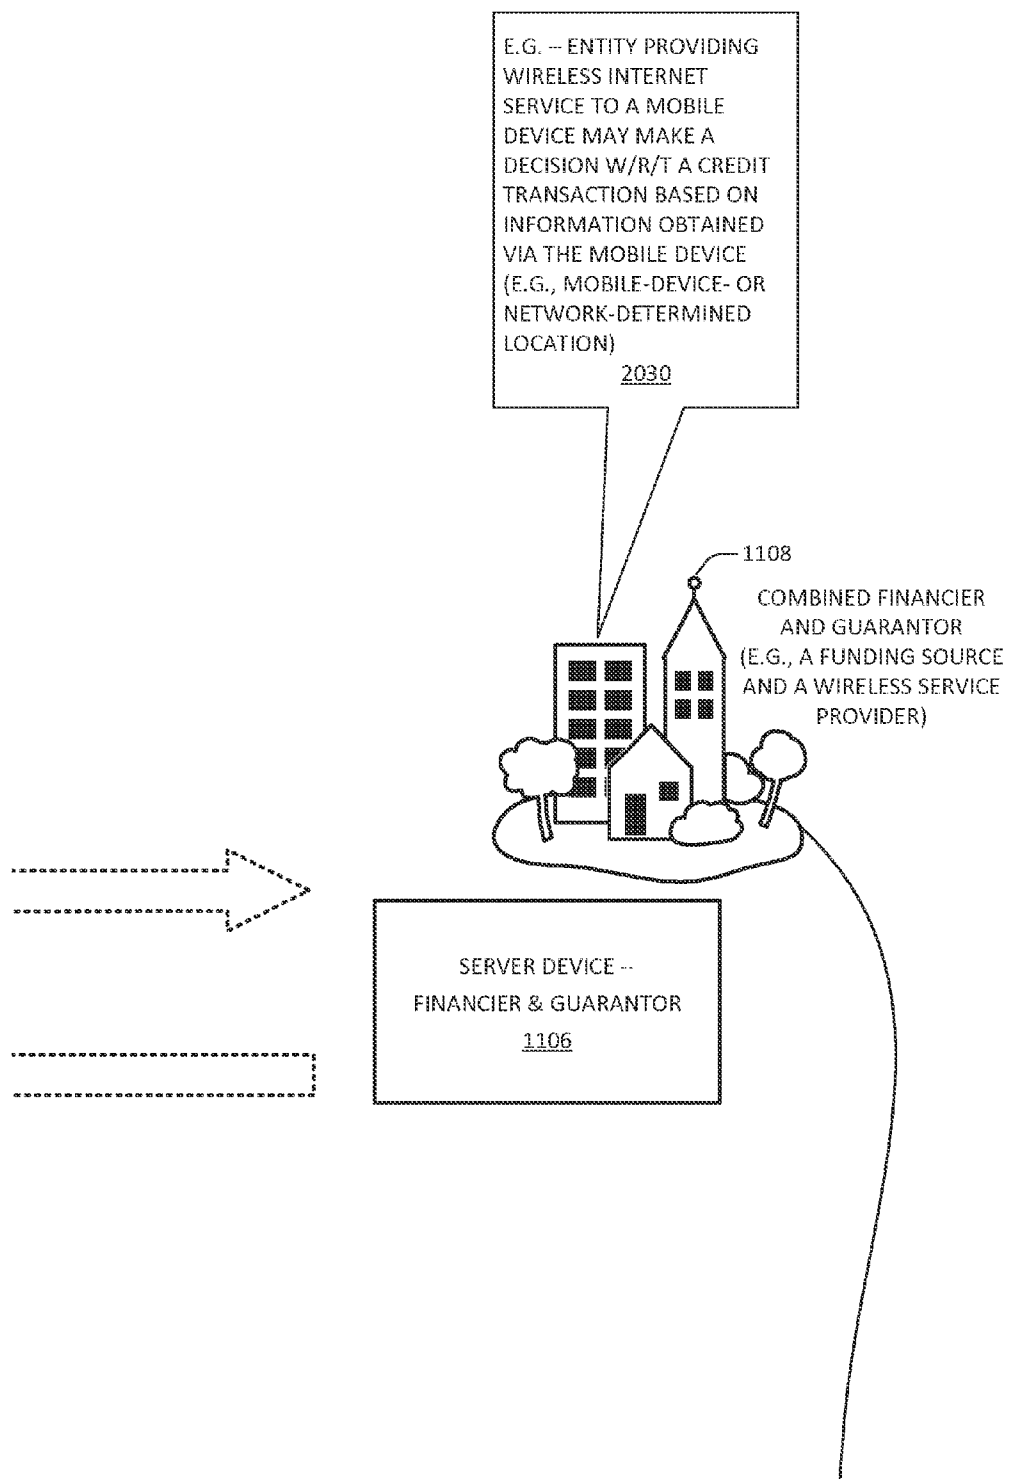 E.G. -- ENTITY PROVIDING
WIRELESS INTERNET
SERVICE TO A MOBILE
DEVICE MAY MAKE A
DECISION W/R/T A CREDIT
TRANSACTION BASED ON
INFORMATION OBTAINED
VIA THE MOBILE DEVICE
(E.G., MOBILE-DEVICE- OR
NETWORK-DETERMINED
LOCATION)
2030
1108
COMBINED FINANCIER
AND GUARANTOR
(E.G., A FUNDING SOURCE
AND A WIRELESS SERVICE
PROVIDER)
SERVER DEVICE --
FINANCIER & GUARANTOR
1106